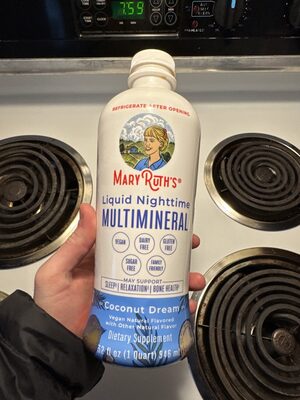 7:59
REFRIGERATE AFTER OPENING
MARYRUTH'S®
Liquid Nighttime
MULTIMINERAL
VEGAN
DAIRY FREE
GLUTEN FREE
SUGAR FREE
FAMILY FRIENDLY
MAY SUPPORT
SLEEP† | RELAXATION† | BONE HEALTH†
Coconut Dream
Vegan Natural Flavored
with Other Natural Flavor
Dietary Supplement
32 fl oz (1 Quart) 946 ml